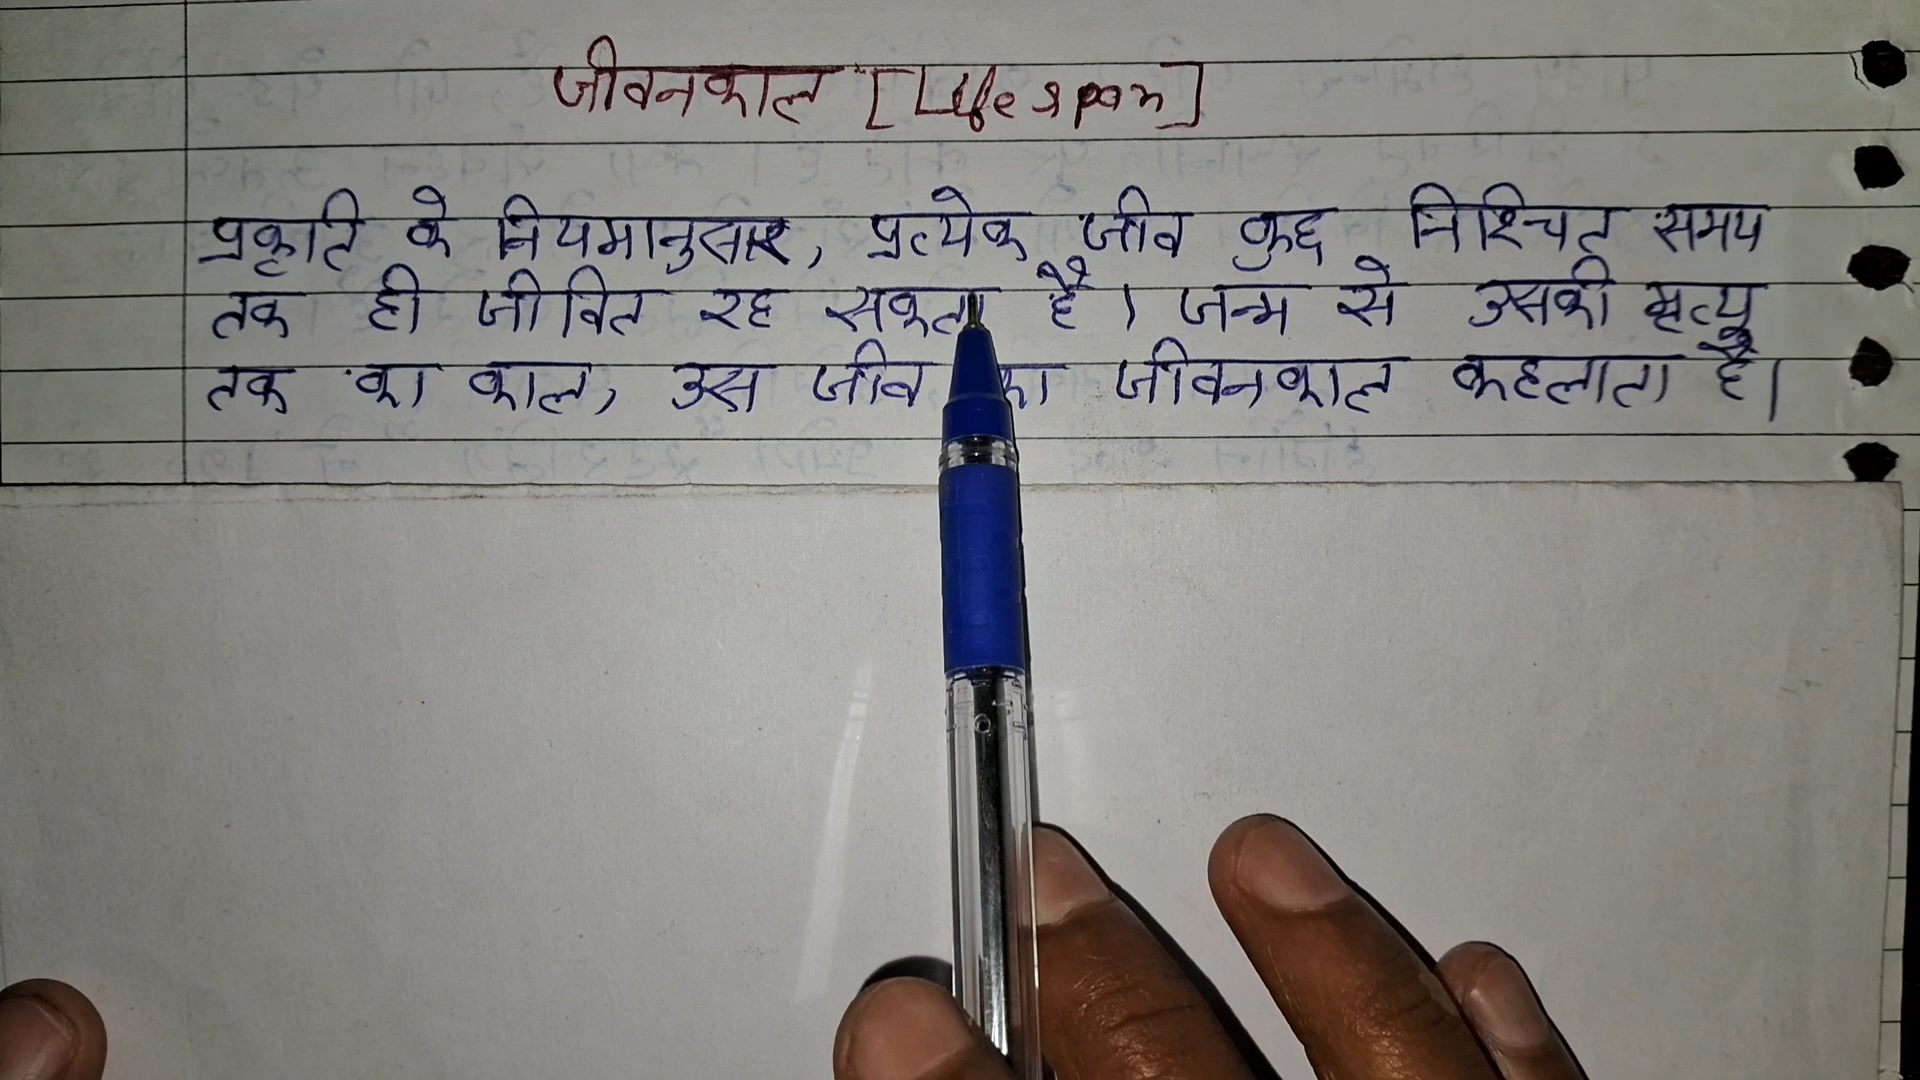 जीवनकाल [Life span]
प्रकृति के नियमानुसार, प्रत्येक जीव कुछ निश्चित समय
तक ही जीवित रह सकता है। जन्म से उसकी मृत्यु
तक का काल, उस जीव का जीवनकाल कहलाता है।